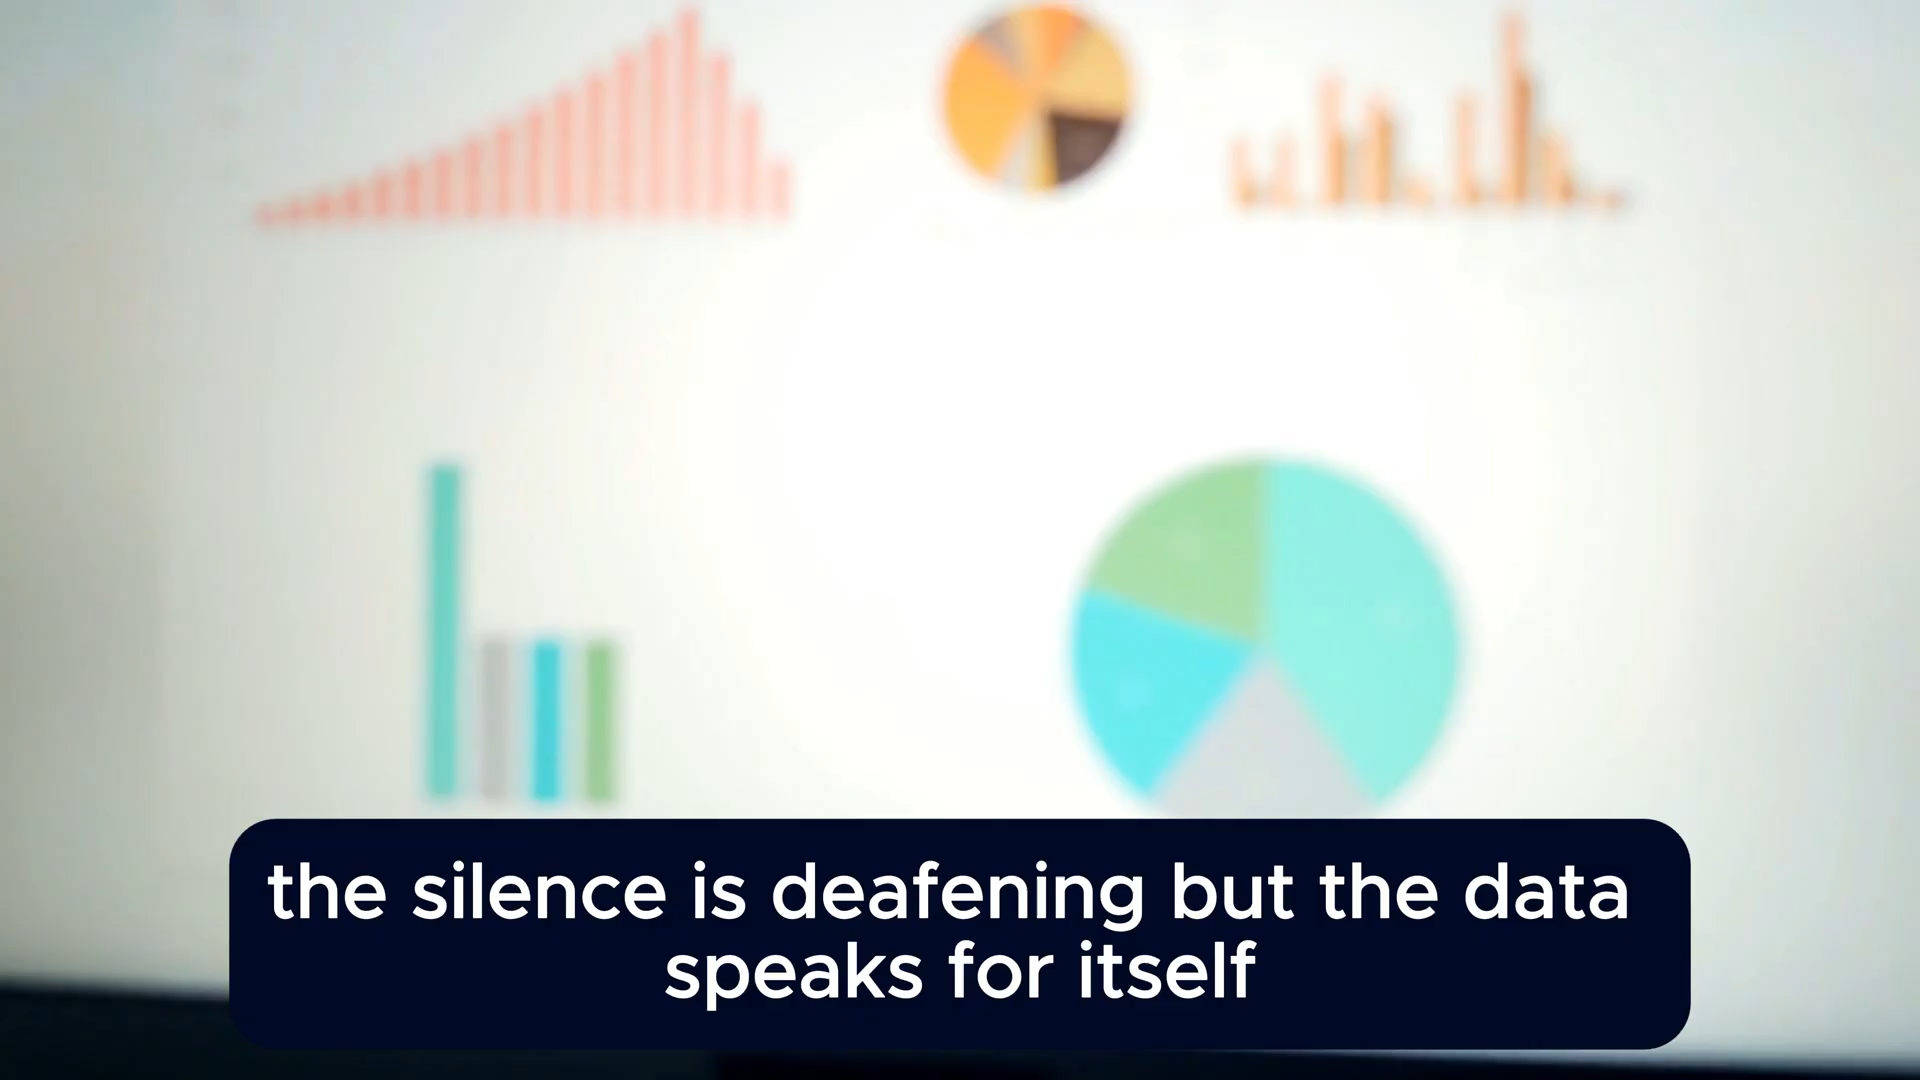 the silence is deafening but the data
speaks for itself